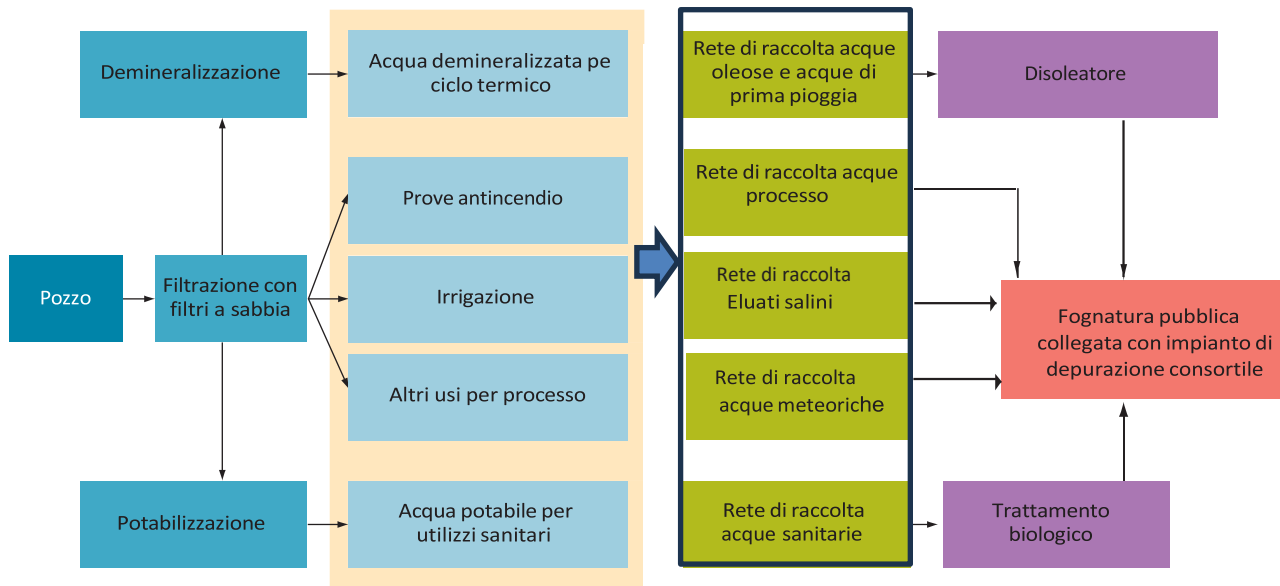 Demineralizzazione
Acqua demineralizzata pe
ciclo termico
Rete di raccolta acque
oleose e acque di
prima pioggia
Disoleatore
Prove antincendio
Rete di raccolta acque
processo
Pozzo
Filtrazione con
filtri a sabbia
Irrigazione
Rete di raccolta
Eluati salini
Fognatura pubblica
collegata con impianto di
depurazione consortile
Altri usi per processo
Rete di raccolta
acque meteoriche
Potabilizzazione
Acqua potabile per
utilizzi sanitari
Rete di raccolta
acque sanitarie
Trattamento
biologico